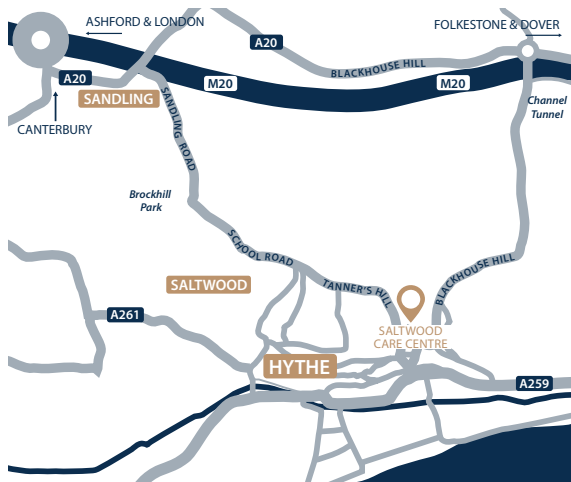 ASHFORD & LONDON
FOLKESTONE & DOVER
A20
BLACKHOUSE HILL
A20
M20
M20
SANDLING
Channel
Tunnel
CANTERBURY
SANDLING ROAD
Brockhill
Park
SCHOOL ROAD
SALTWOOD
TANNER'S HILL
BLACKHOUSE HILL
A261
SALTWOOD
CARE CENTRE
HYTHE
A259